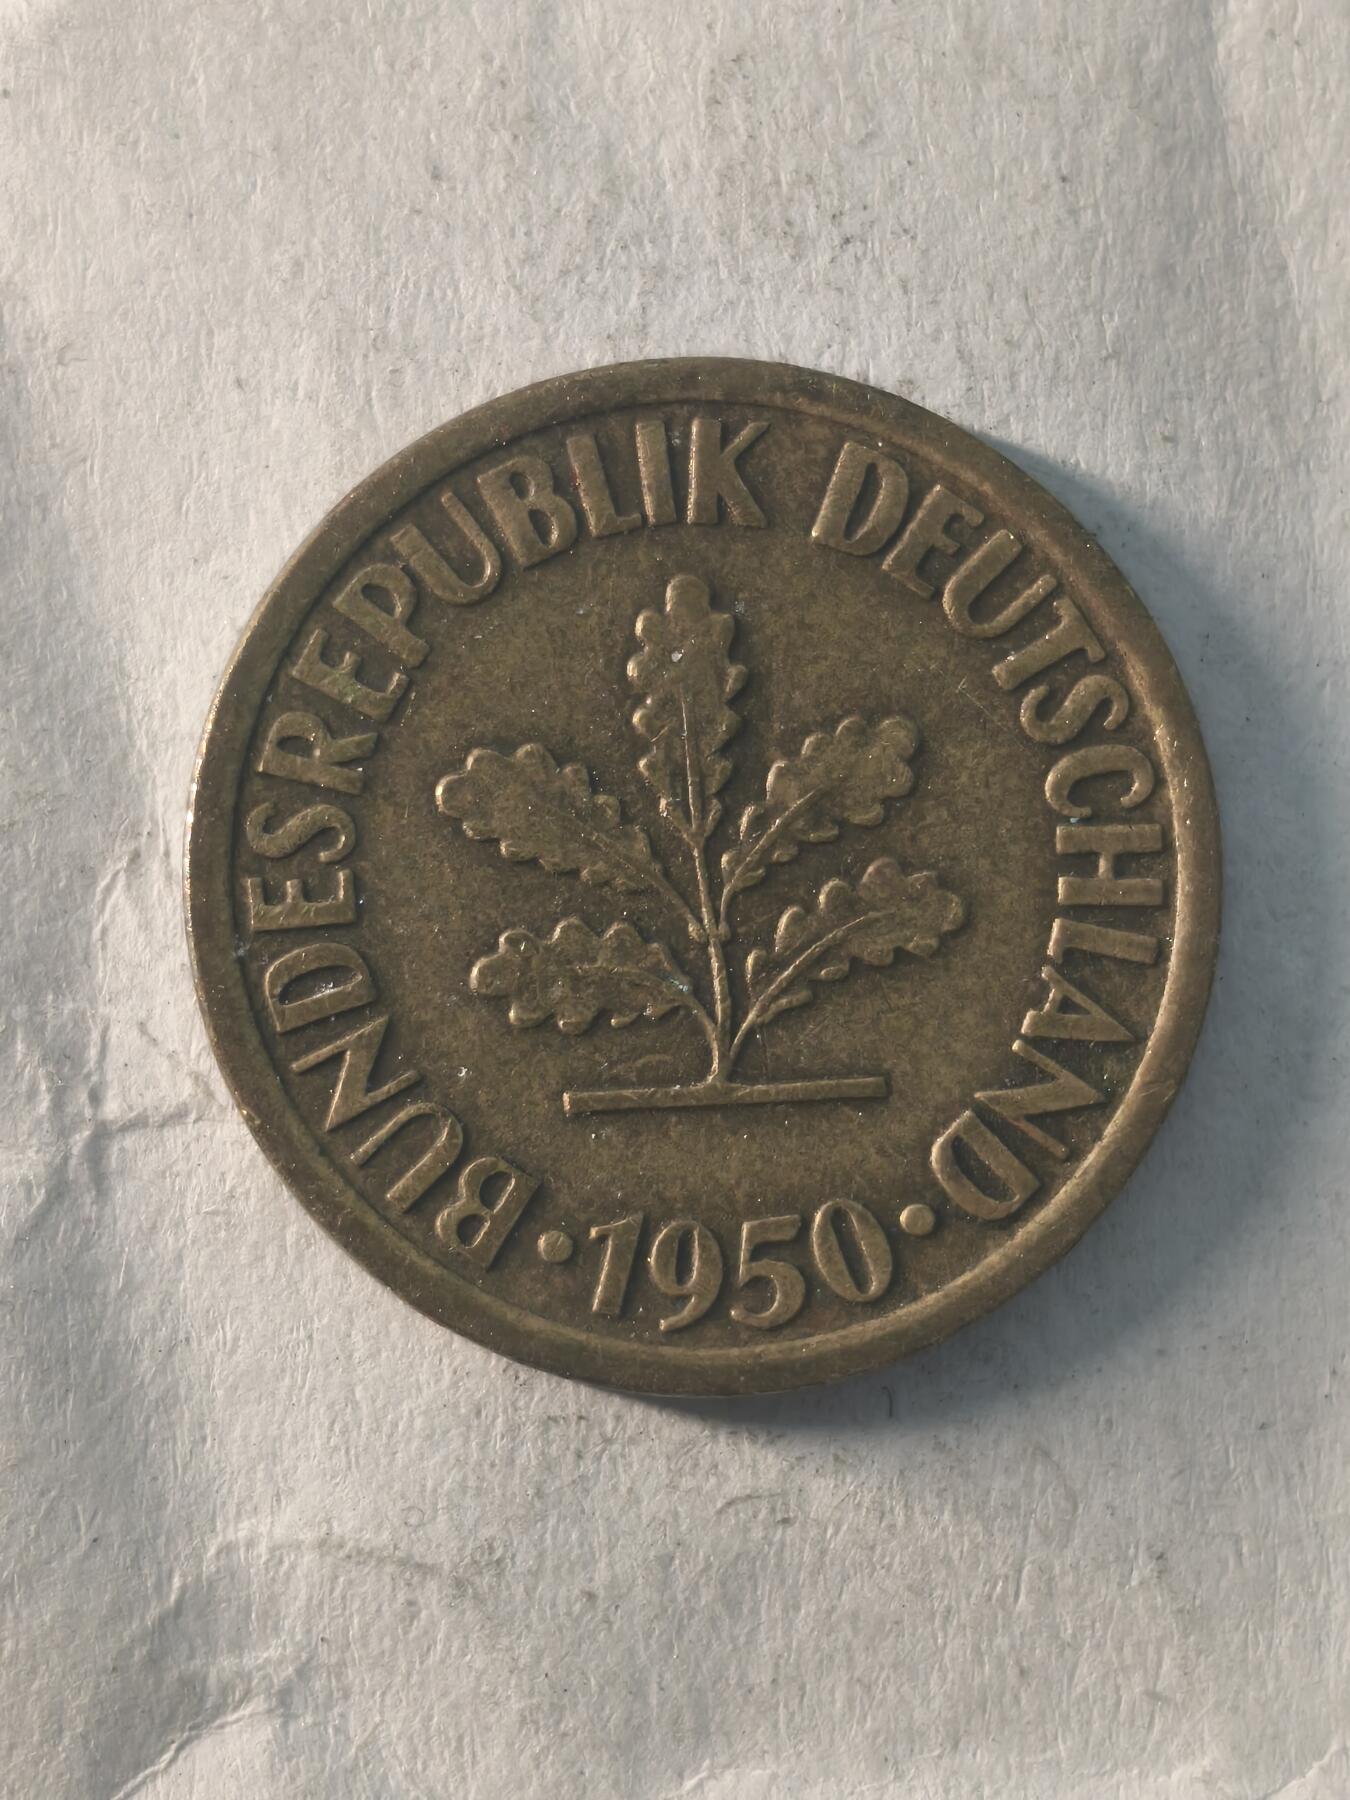 BUNDESREPUBLIK DEUTSCHLAND
· 1950 ·